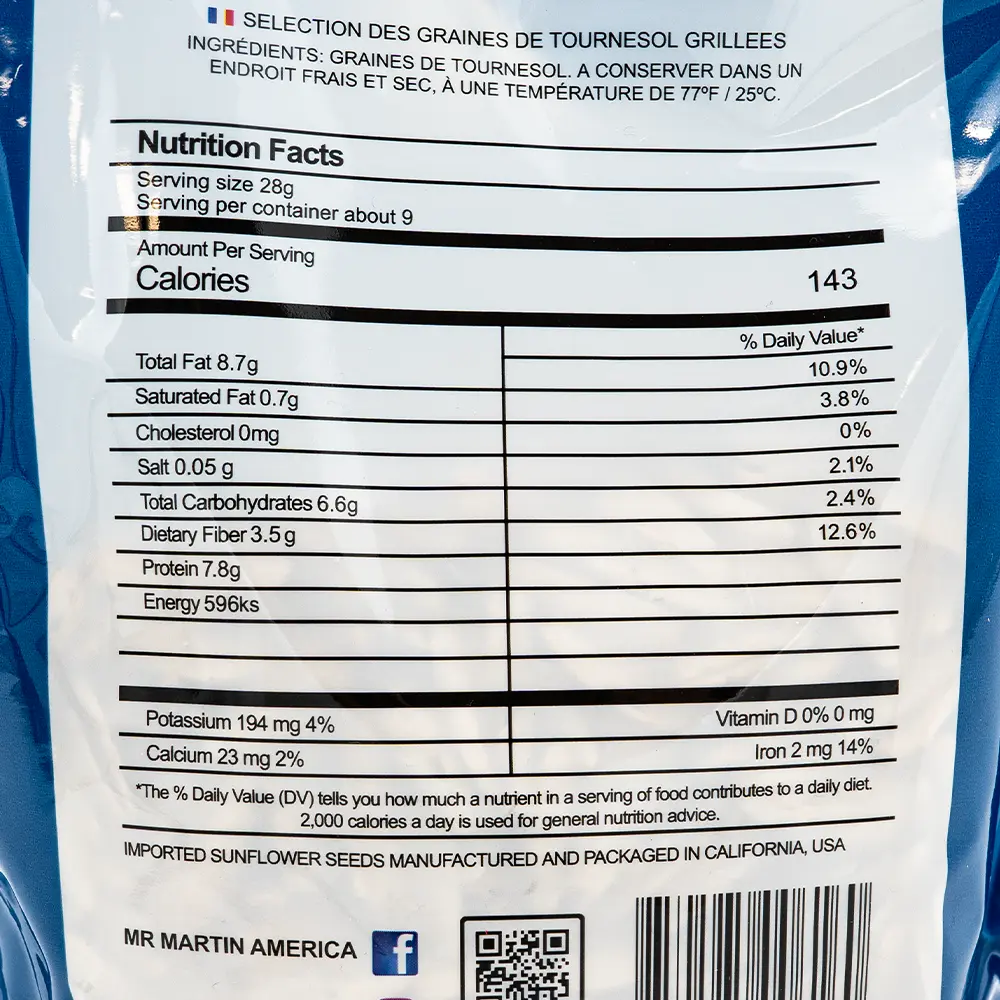 SELECTION DES GRAINES DE TOURNESOL GRILLEES
INGRÉDIENTS: GRAINES DE TOURNESOL. A CONSERVER DANS UN
ENDROIT FRAIS ET SEC, À UNE TEMPÉRATURE DE 77ºF / 25ºC.
Nutrition Facts
Serving size 28g
Serving per container about 9
Amount Per Serving
Calories 143
% Daily Value*
Total Fat 8.7g 10.9%
Saturated Fat 0.7g 3.8%
Cholesterol 0mg 0%
Salt 0.05 g 2.1%
Total Carbohydrates 6.6g 2.4%
Dietary Fiber 3.5 g 12.6%
Protein 7.8g
Energy 596ks
Potassium 194 mg 4% Vitamin D 0% 0 mg
Calcium 23 mg 2% Iron 2 mg 14%
*The % Daily Value (DV) tells you how much a nutrient in a serving of food contributes to a daily diet.
2,000 calories a day is used for general nutrition advice.
IMPORTED SUNFLOWER SEEDS MANUFACTURED AND PACKAGED IN CALIFORNIA, USA
MR MARTIN AMERICA f